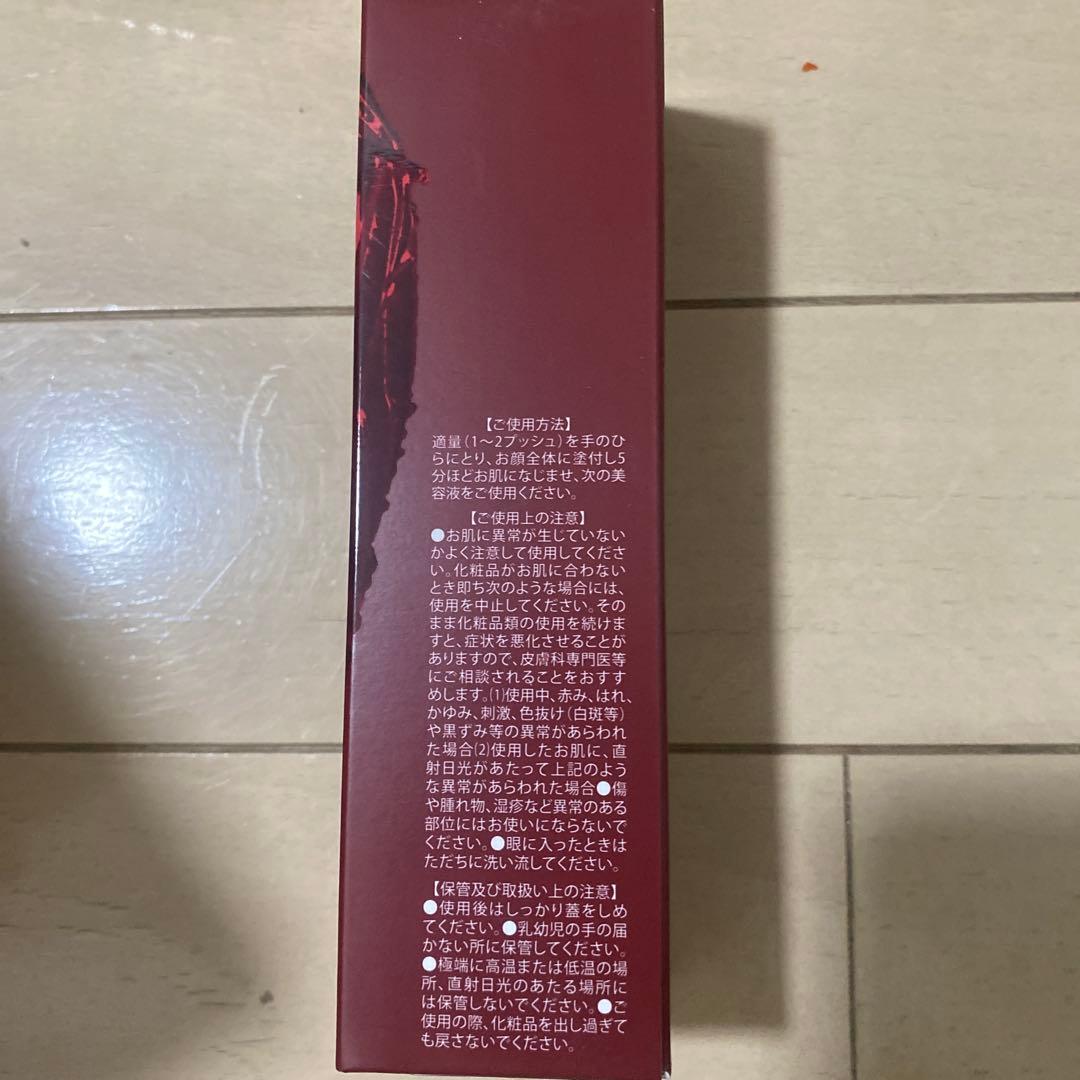 【ご使用方法】
適量(1～2プッシュ)を手のひ
らにとり、お顔全体に塗付し5
分ほどお肌になじませ、次の美
容液をご使用ください。
【ご使用上の注意】
●お肌に異常が生じていない
かよく注意して使用してくださ
い。化粧品がお肌に合わない
とき即ち次のような場合には、
使用を中止してください。その
まま化粧品類の使用を続けま
すと、症状を悪化させることが
ありますので、皮膚科専門医等
にご相談されることをおすす
めします。(1)使用中、赤み、はれ、
かゆみ、刺激、色抜け(白斑等)
や黒ずみ等の異常があらわれ
た場合(2)使用したお肌に、直
射日光があたって上記のよう
な異常があらわれた場合●傷
や腫れ物、湿疹など異常のある
部位にはお使いにならないで
ください。●眼に入ったときは
ただちに洗い流してください。
【保管及び取扱い上の注意】
●使用後はしっかり蓋をしめ
てください。●乳幼児の手の届
かない所に保管してください。
●極端に高温または低温の場
所、直射日光のあたる場所に
は保管しないでください。●ご
使用の際、化粧品を出し過ぎて
も戻さないでください。